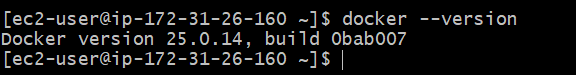 [ec2-user@ip-172-31-26-160 ~]$ docker --version
Docker version 25.0.14, build 0bab007
[ec2-user@ip-172-31-26-160 ~]$